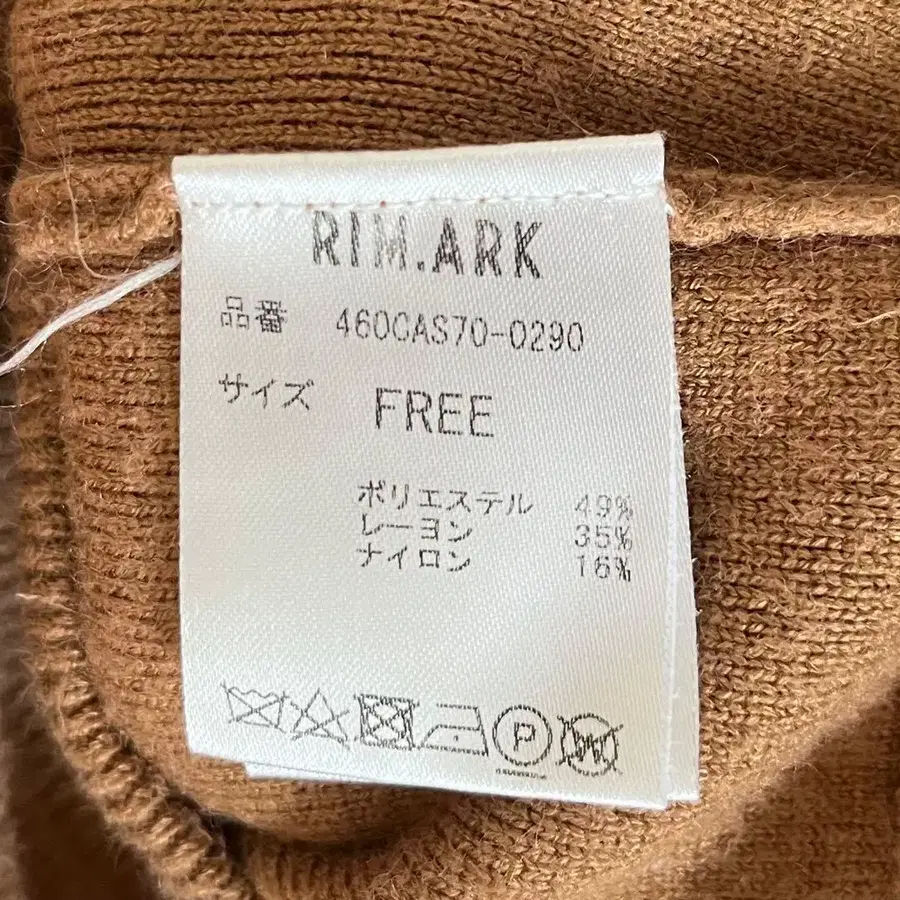 RIM.ARK
品番 460CAS70-0290
サイズ FREE
ポリエステル 49%
レーヨン 35%
ナイロン 16%
P
W